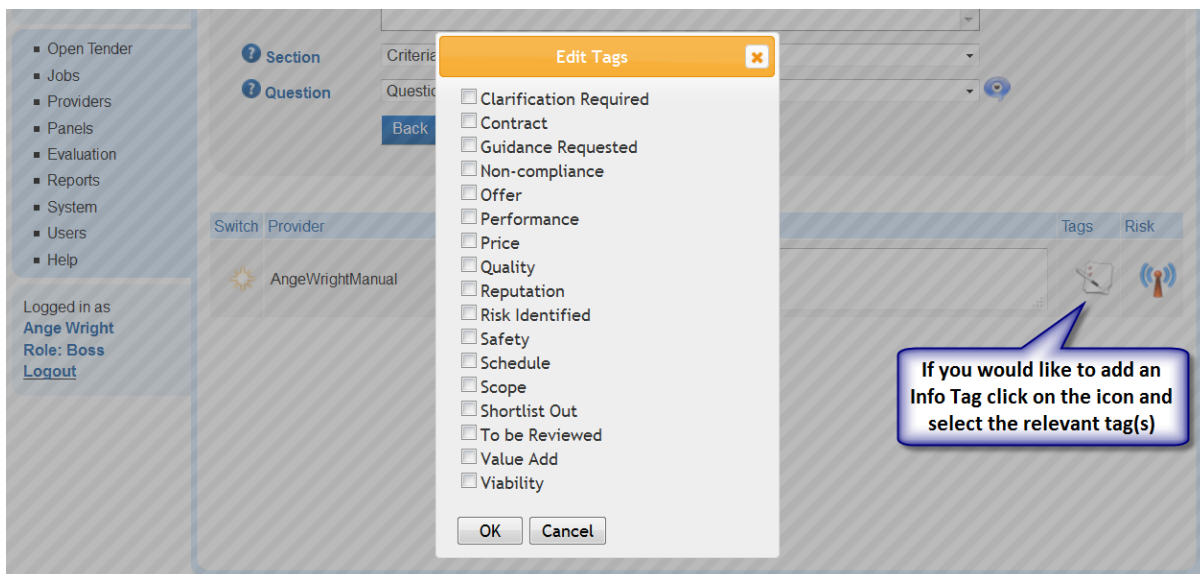 Open Tender
Jobs
Providers
Panels
Evaluation
Reports
System
Users
Help
Logged in as
Ange Wright
Role: Boss
Logout
Section
Criteria
Question
Back
Edit Tags
Clarification Required
Contract
Guidance Requested
Non-compliance
Offer
Performance
Price
Quality
Reputation
Risk Identified
Safety
Schedule
Scope
Shortlist Out
To be Reviewed
Value Add
Viability
OK Cancel
Switch Provider Tags Risk
AngeWrightManual
If you would like to add an
Info Tag click on the icon and
select the relevant tag(s)